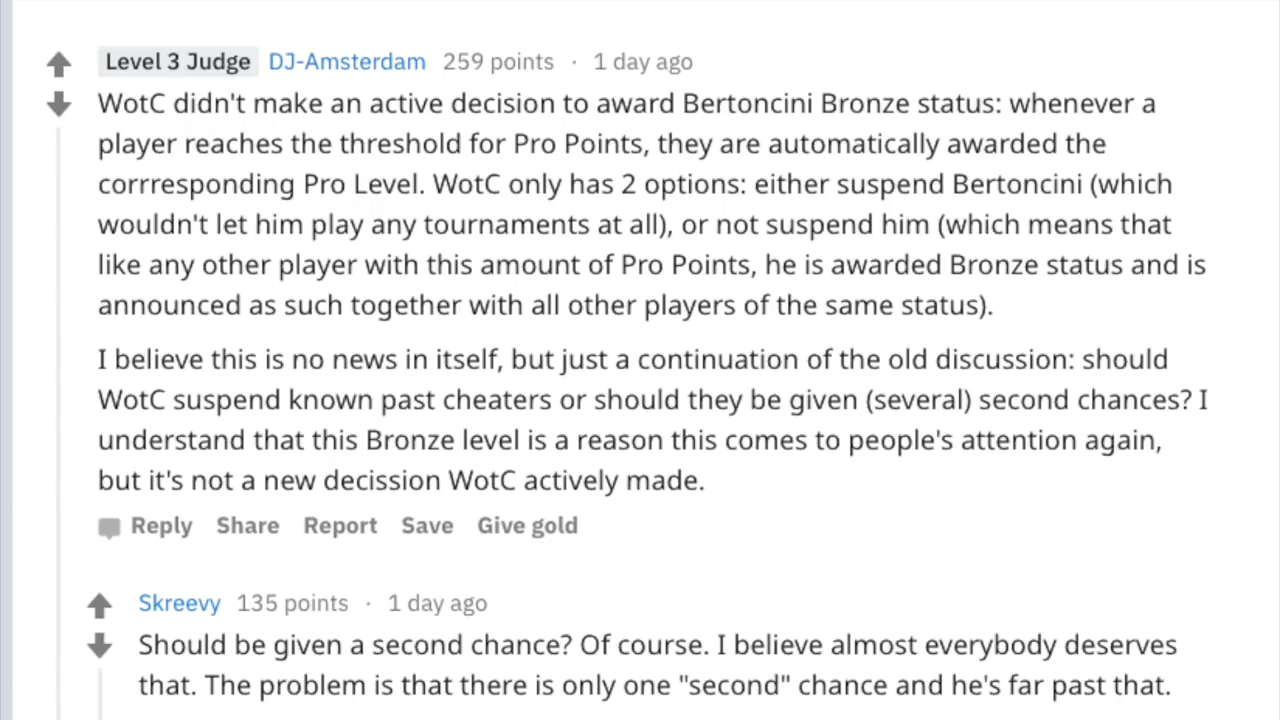 Level 3 Judge DJ-Amsterdam 259 points · 1 day ago
WotC didn't make an active decision to award Bertoncini Bronze status: whenever a
player reaches the threshold for Pro Points, they are automatically awarded the
corrresponding Pro Level. WotC only has 2 options: either suspend Bertoncini (which
wouldn't let him play any tournaments at all), or not suspend him (which means that
like any other player with this amount of Pro Points, he is awarded Bronze status and is
announced as such together with all other players of the same status).
I believe this is no news in itself, but just a continuation of the old discussion: should
WotC suspend known past cheaters or should they be given (several) second chances? I
understand that this Bronze level is a reason this comes to people's attention again,
but it's not a new decission WotC actively made.
Reply Share Report Save Give gold
Skreevy 135 points · 1 day ago
Should be given a second chance? Of course. I believe almost everybody deserves
that. The problem is that there is only one "second" chance and he's far past that.